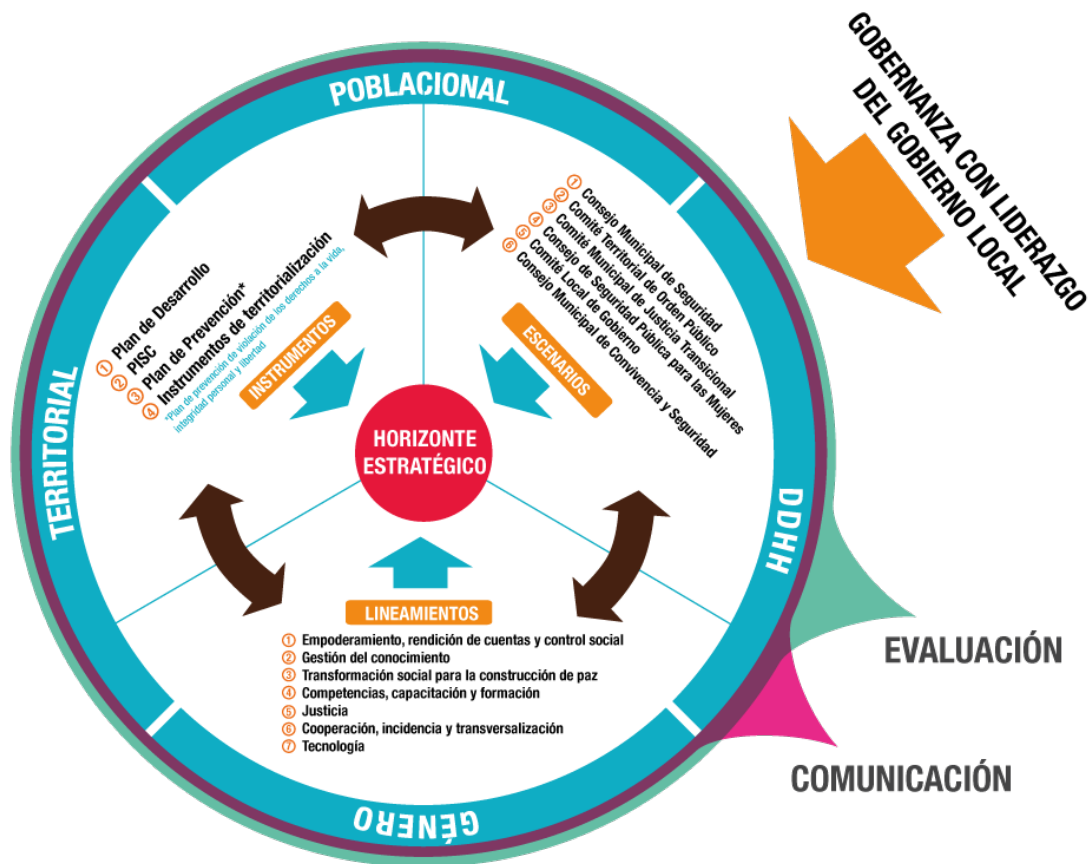 GOBERNANZA CON LIDERAZGO
DEL GOBIERNO LOCAL
POBLACIONAL
TERRITORIAL
DDHH
GÉNERO
① Plan de Desarrollo
② PISC
③ Plan de Prevención*
④ Instrumentos de territorialización
*Plan de prevención de violación de los derechos a la vida,
integridad personal y libertad
INSTRUMENTOS
① Consejo Municipal de Seguridad
② Comité Territorial de Orden Público
③ Comité Municipal de Justicia Transicional
④ Consejo de Seguridad Pública para las Mujeres
⑤ Comité Local de Gobierno
⑥ Consejo Municipal de Convivencia y Seguridad
ESCENARIOS
HORIZONTE
ESTRATÉGICO
LINEAMIENTOS
① Empoderamiento, rendición de cuentas y control social
② Gestión del conocimiento
③ Transformación social para la construcción de paz
④ Competencias, capacitación y formación
⑤ Justicia
⑥ Cooperación, incidencia y transversalización
⑦ Tecnología
EVALUACIÓN
COMUNICACIÓN